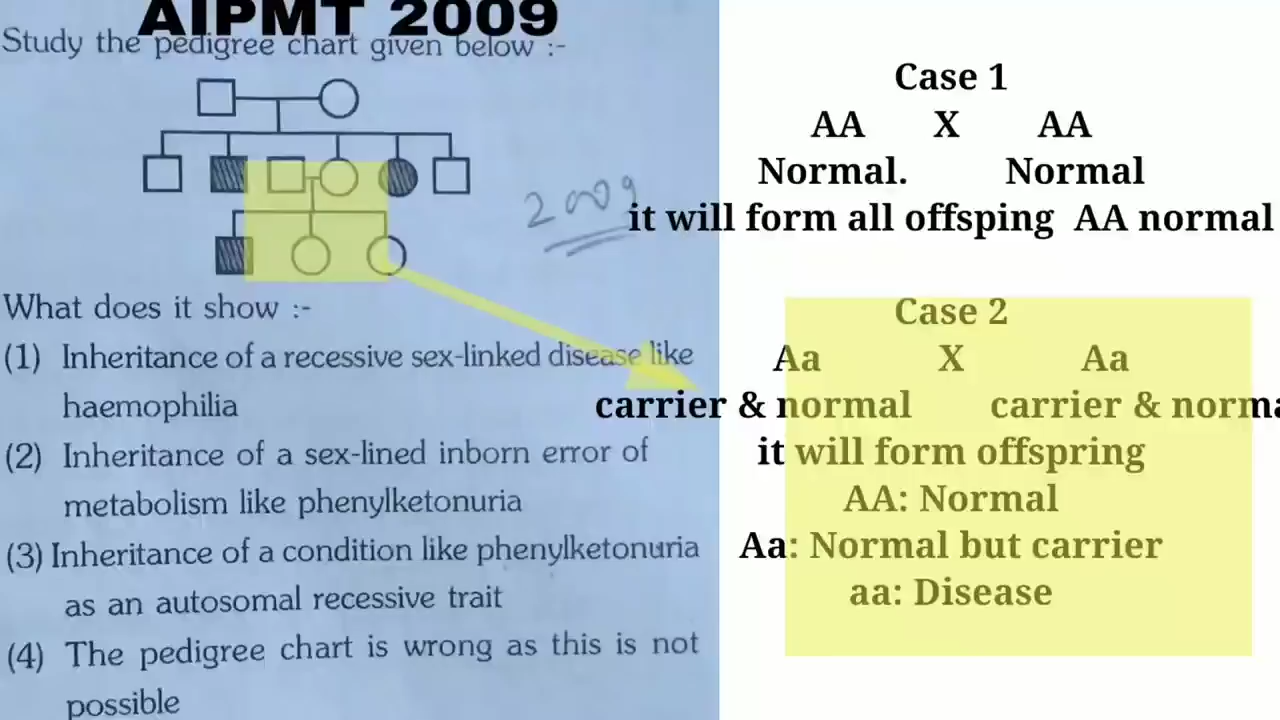 AIPMT 2009
Study the pedigree chart given below :-
2009
What does it show :-
(1) Inheritance of a recessive sex-linked disease like
haemophilia
(2) Inheritance of a sex-lined inborn error of
metabolism like phenylketonuria
(3) Inheritance of a condition like phenylketonuria
as an autosomal recessive trait
(4) The pedigree chart is wrong as this is not
possible
Case 1
AA X AA
Normal. Normal
it will form all offsping AA normal
Case 2
Aa X Aa
carrier & normal carrier & norma
it will form offspring
AA: Normal
Aa: Normal but carrier
aa: Disease